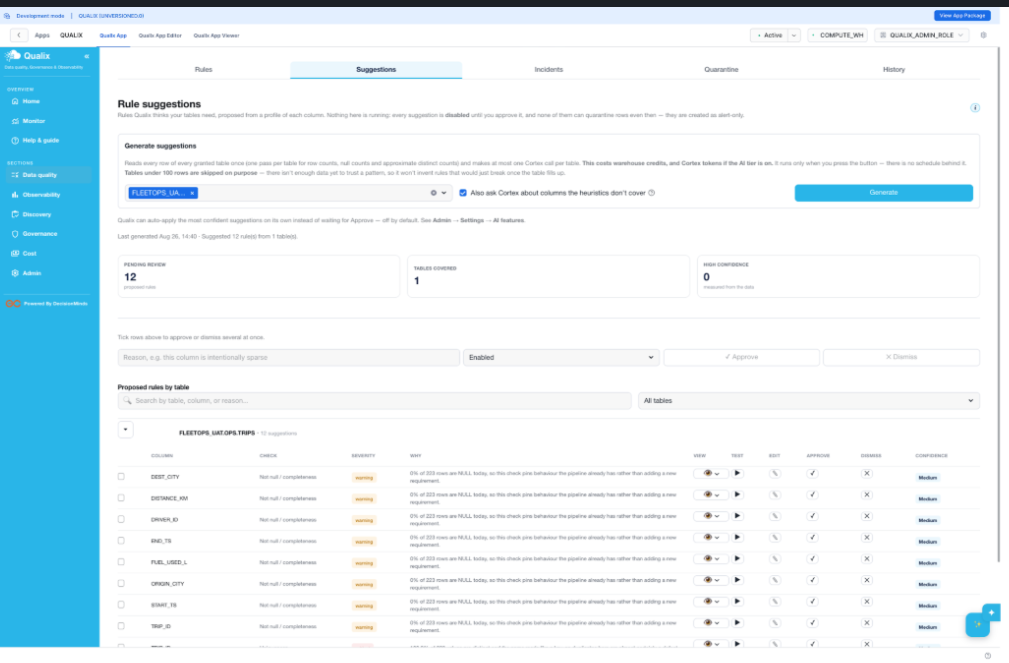 Development mode | QUALIX (UNVERSIONED.0)
View App Package
Apps QUALIX
Qualix App Qualix App Editor Qualix App Viewer
Active COMPUTE_WH QUALIX_ADMIN_ROLE
Qualix
Data quality, Governance & Observability
OVERVIEW
Home
Monitor
Help & guide
SECTIONS
Data quality
Observability
Discovery
Governance
Cost
Admin
Powered By DecisionMinds
Rules Suggestions Incidents Quarantine History
Rule suggestions
Rules Qualix thinks your tables need, proposed from a profile of each column. Nothing here is running: every suggestion is disabled until you approve it, and none of them can quarantine rows even then — they are created as alert-only.
Generate suggestions
Reads every row of every granted table once (one pass per table for row counts, null counts and approximate distinct counts) and makes at most one Cortex call per table. This costs warehouse credits, and Cortex tokens if the AI tier is on. It runs only when you press the button — there is no schedule behind it.
Tables under 100 rows are skipped on purpose — there isn't enough data yet to trust a pattern, so it won't invent rules that would just break once the table fills up.
FLEETOPS_UA... ×
Also ask Cortex about columns the heuristics don't cover
Generate
Qualix can auto-apply the most confident suggestions on its own instead of waiting for Approve — off by default. See Admin → Settings → AI features.
Last generated Aug 26, 14:40 · Suggested 12 rule(s) from 1 table(s).
PENDING REVIEW
12
proposed rules
TABLES COVERED
1
HIGH CONFIDENCE
0
measured from the data
Tick rows above to approve or dismiss several at once.
Reason, e.g. this column is intentionally sparse
Enabled
✓ Approve
✕ Dismiss
Proposed rules by table
Search by table, column, or reason...
All tables
FLEETOPS_UAT.OPS.TRIPS · 12 suggestions
COLUMN CHECK SEVERITY WHY VIEW TEST EDIT APPROVE DISMISS CONFIDENCE
DEST_CITY Not null / completeness warning 0% of 223 rows are NULL today, so this check pins behaviour the pipeline already has rather than adding a new requirement. Medium
DISTANCE_KM Not null / completeness warning 0% of 223 rows are NULL today, so this check pins behaviour the pipeline already has rather than adding a new requirement. Medium
DRIVER_ID Not null / completeness warning 0% of 223 rows are NULL today, so this check pins behaviour the pipeline already has rather than adding a new requirement. Medium
END_TS Not null / completeness warning 0% of 223 rows are NULL today, so this check pins behaviour the pipeline already has rather than adding a new requirement. Medium
FUEL_USED_L Not null / completeness warning 0% of 223 rows are NULL today, so this check pins behaviour the pipeline already has rather than adding a new requirement. Medium
ORIGIN_CITY Not null / completeness warning 0% of 223 rows are NULL today, so this check pins behaviour the pipeline already has rather than adding a new requirement. Medium
START_TS Not null / completeness warning 0% of 223 rows are NULL today, so this check pins behaviour the pipeline already has rather than adding a new requirement. Medium
TRIP_ID Not null / completeness warning 0% of 223 rows are NULL today, so this check pins behaviour the pipeline already has rather than adding a new requirement. Medium